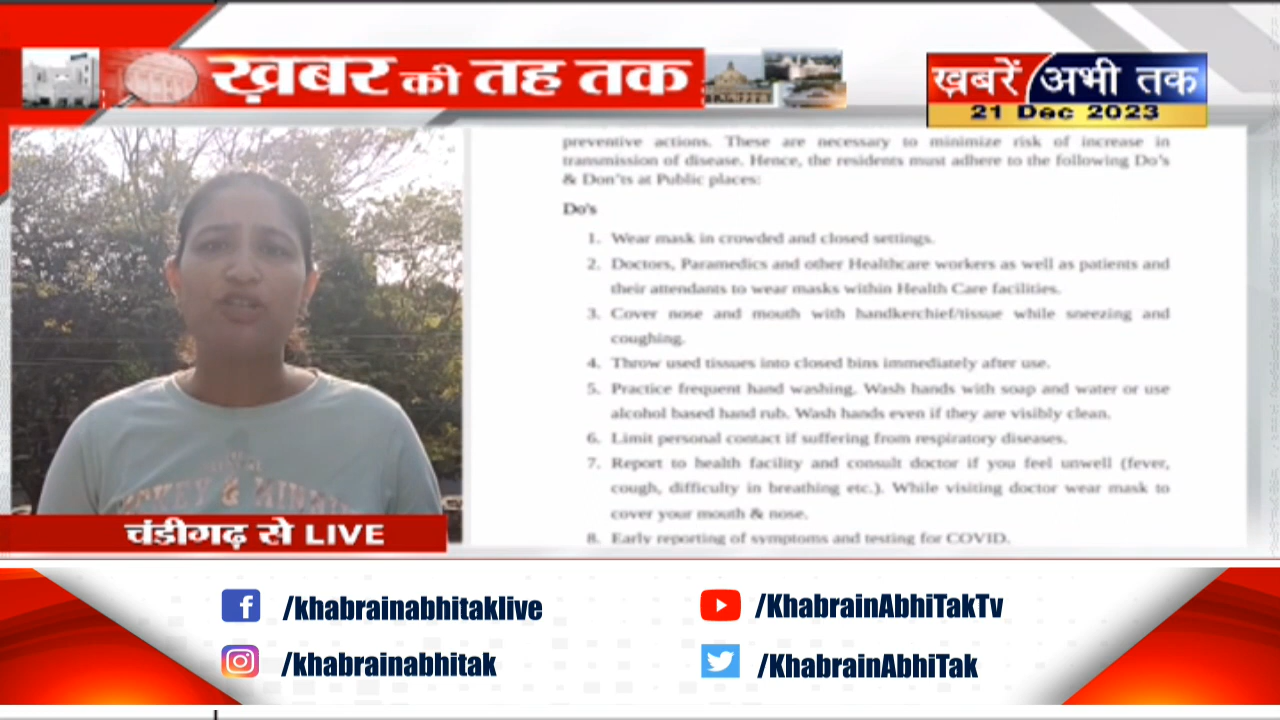 ख़बर की तह तक
ख़बरें अभी तक
21 Dec 2023
preventive actions. These are necessary to minimize risk of increase in
transmission of disease. Hence, the residents must adhere to the following Do's
& Don'ts at Public places:
Do's
1. Wear mask in crowded and closed settings.
2. Doctors, Paramedics and other Healthcare workers as well as patients and
their attendants to wear masks within Health Care facilities.
3. Cover nose and mouth with handkerchief/tissue while sneezing and
coughing.
4. Throw used tissues into closed bins immediately after use.
5. Practice frequent hand washing. Wash hands with soap and water or use
alcohol based hand rub. Wash hands even if they are visibly clean.
6. Limit personal contact if suffering from respiratory diseases.
7. Report to health facility and consult doctor if you feel unwell (fever,
cough, difficulty in breathing etc.). While visiting doctor wear mask to
cover your mouth & nose.
8. Early reporting of symptoms and testing for COVID.
चंडीगढ़ से LIVE
/khabrainabhitaklive
/KhabrainAbhiTakTv
/khabrainabhitak
/KhabrainAbhiTak